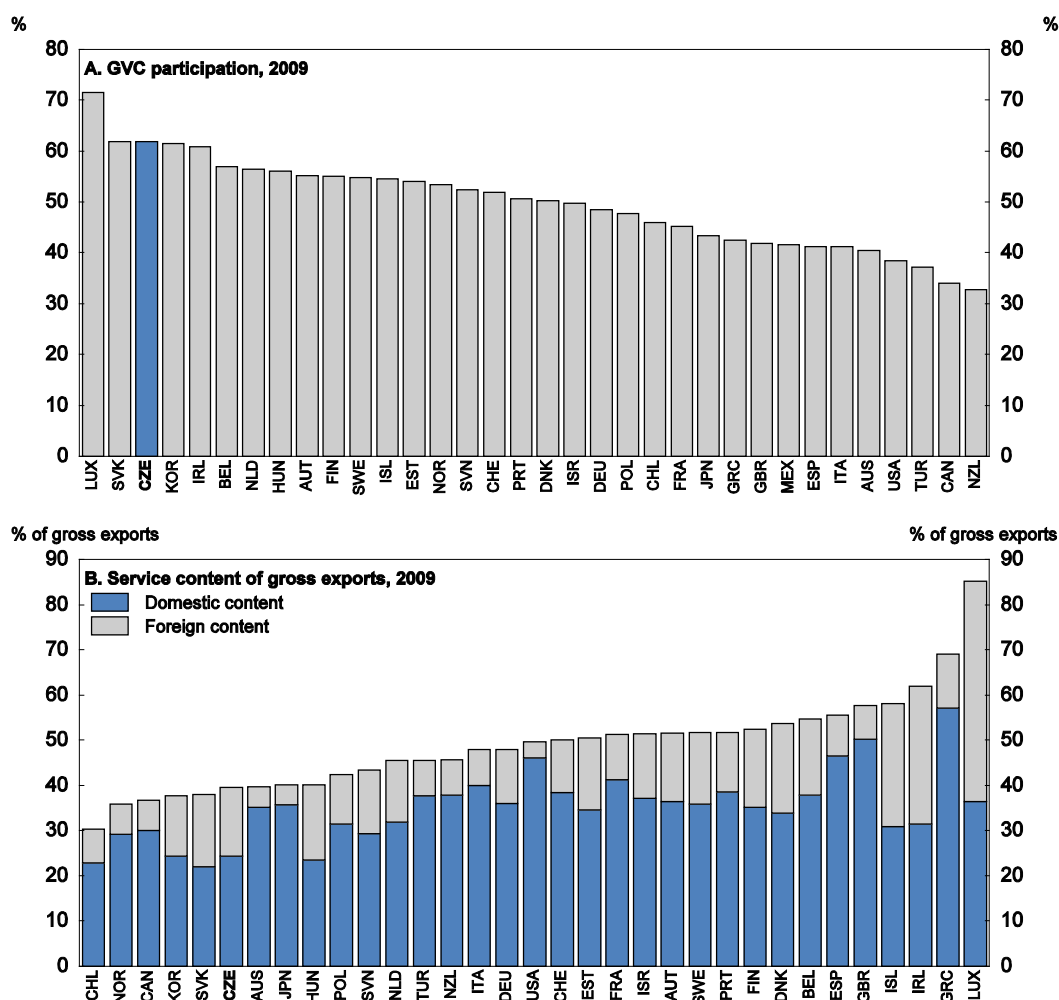 % %
80 80
A. GVC participation, 2009
70 70
60 60
50 50
40 40
30 30
20 20
10 10
0 0
LUX SVK CZE KOR IRL BEL NLD HUN AUT FIN SWE ISL EST NOR SVN CHE PRT DNK ISR DEU POL CHL FRA JPN GRC GBR MEX ESP ITA AUS USA TUR CAN NZL
% of gross exports % of gross exports
90 90
B. Service content of gross exports, 2009
80 80
Domestic content
Foreign content
70 70
60 60
50 50
40 40
30 30
20 20
10 10
0 0
CHL NOR CAN KOR SVK CZE AUS JPN HUN POL SVN NLD TUR NZL ITA DEU USA CHE EST FRA ISR AUT SWE PRT FIN DNK BEL ESP GBR ISL IRL GRC LUX